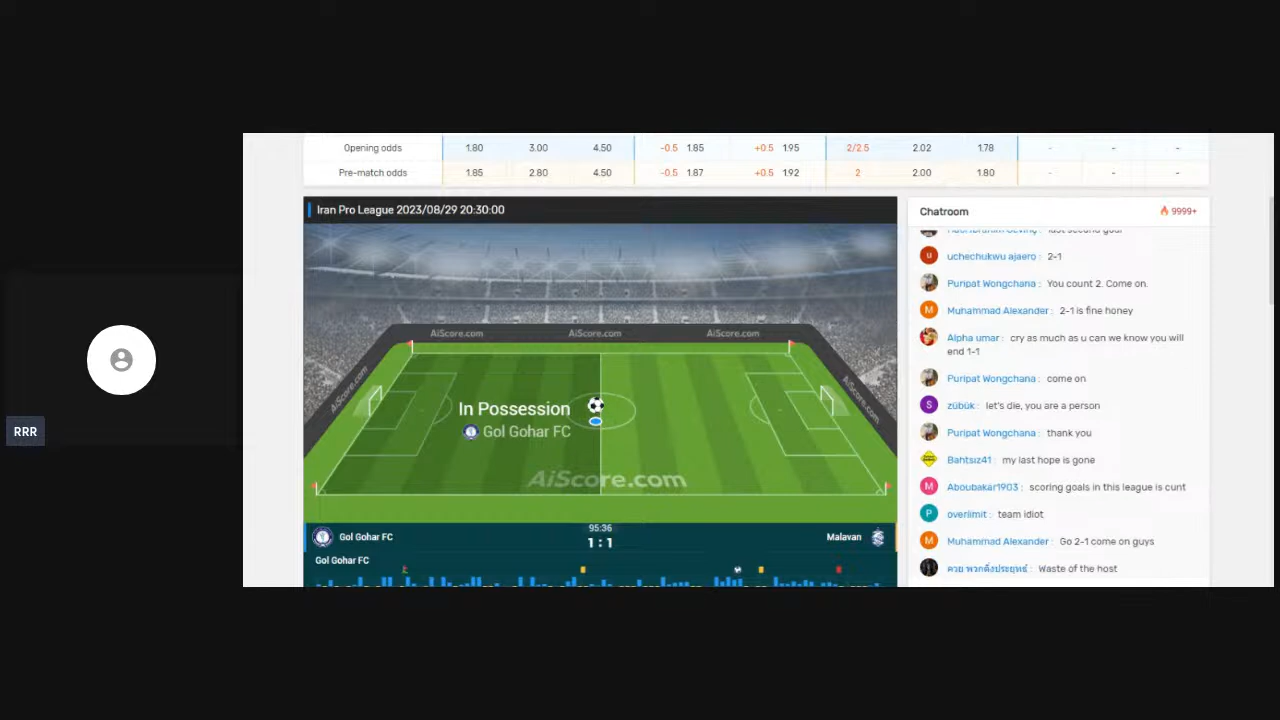 Opening odds 1.80 3.00 4.50 -0.5 1.85 +0.5 1.95 2/2.5 2.02 1.78 - - -
Pre-match odds 1.85 2.80 4.50 -0.5 1.87 +0.5 1.92 2 2.00 1.80 - - -
Iran Pro League 2023/08/29 20:30:00
AiScore.com AiScore.com AiScore.com
AiScore.com
AiScore.com
In Possession
Gol Gohar FC
AiScore.com
95:36
Gol Gohar FC 1 : 1 Malavan
Gol Gohar FC
Chatroom 9999+
last second goal
u uchechukwu ajaero : 2-1
Puripat Wongchana : You count 2. Come on.
M Muhammad Alexander : 2-1 is fine honey
Alpha umar : cry as much as u can we know you will
end 1-1
Puripat Wongchana : come on
S zübük : let's die, you are a person
Puripat Wongchana : thank you
Bahtsız41 : my last hope is gone
M Aboubakar1903 : scoring goals in this league is cunt
P overlimit : team idiot
M Muhammad Alexander : Go 2-1 come on guys
: Waste of the host
RRR